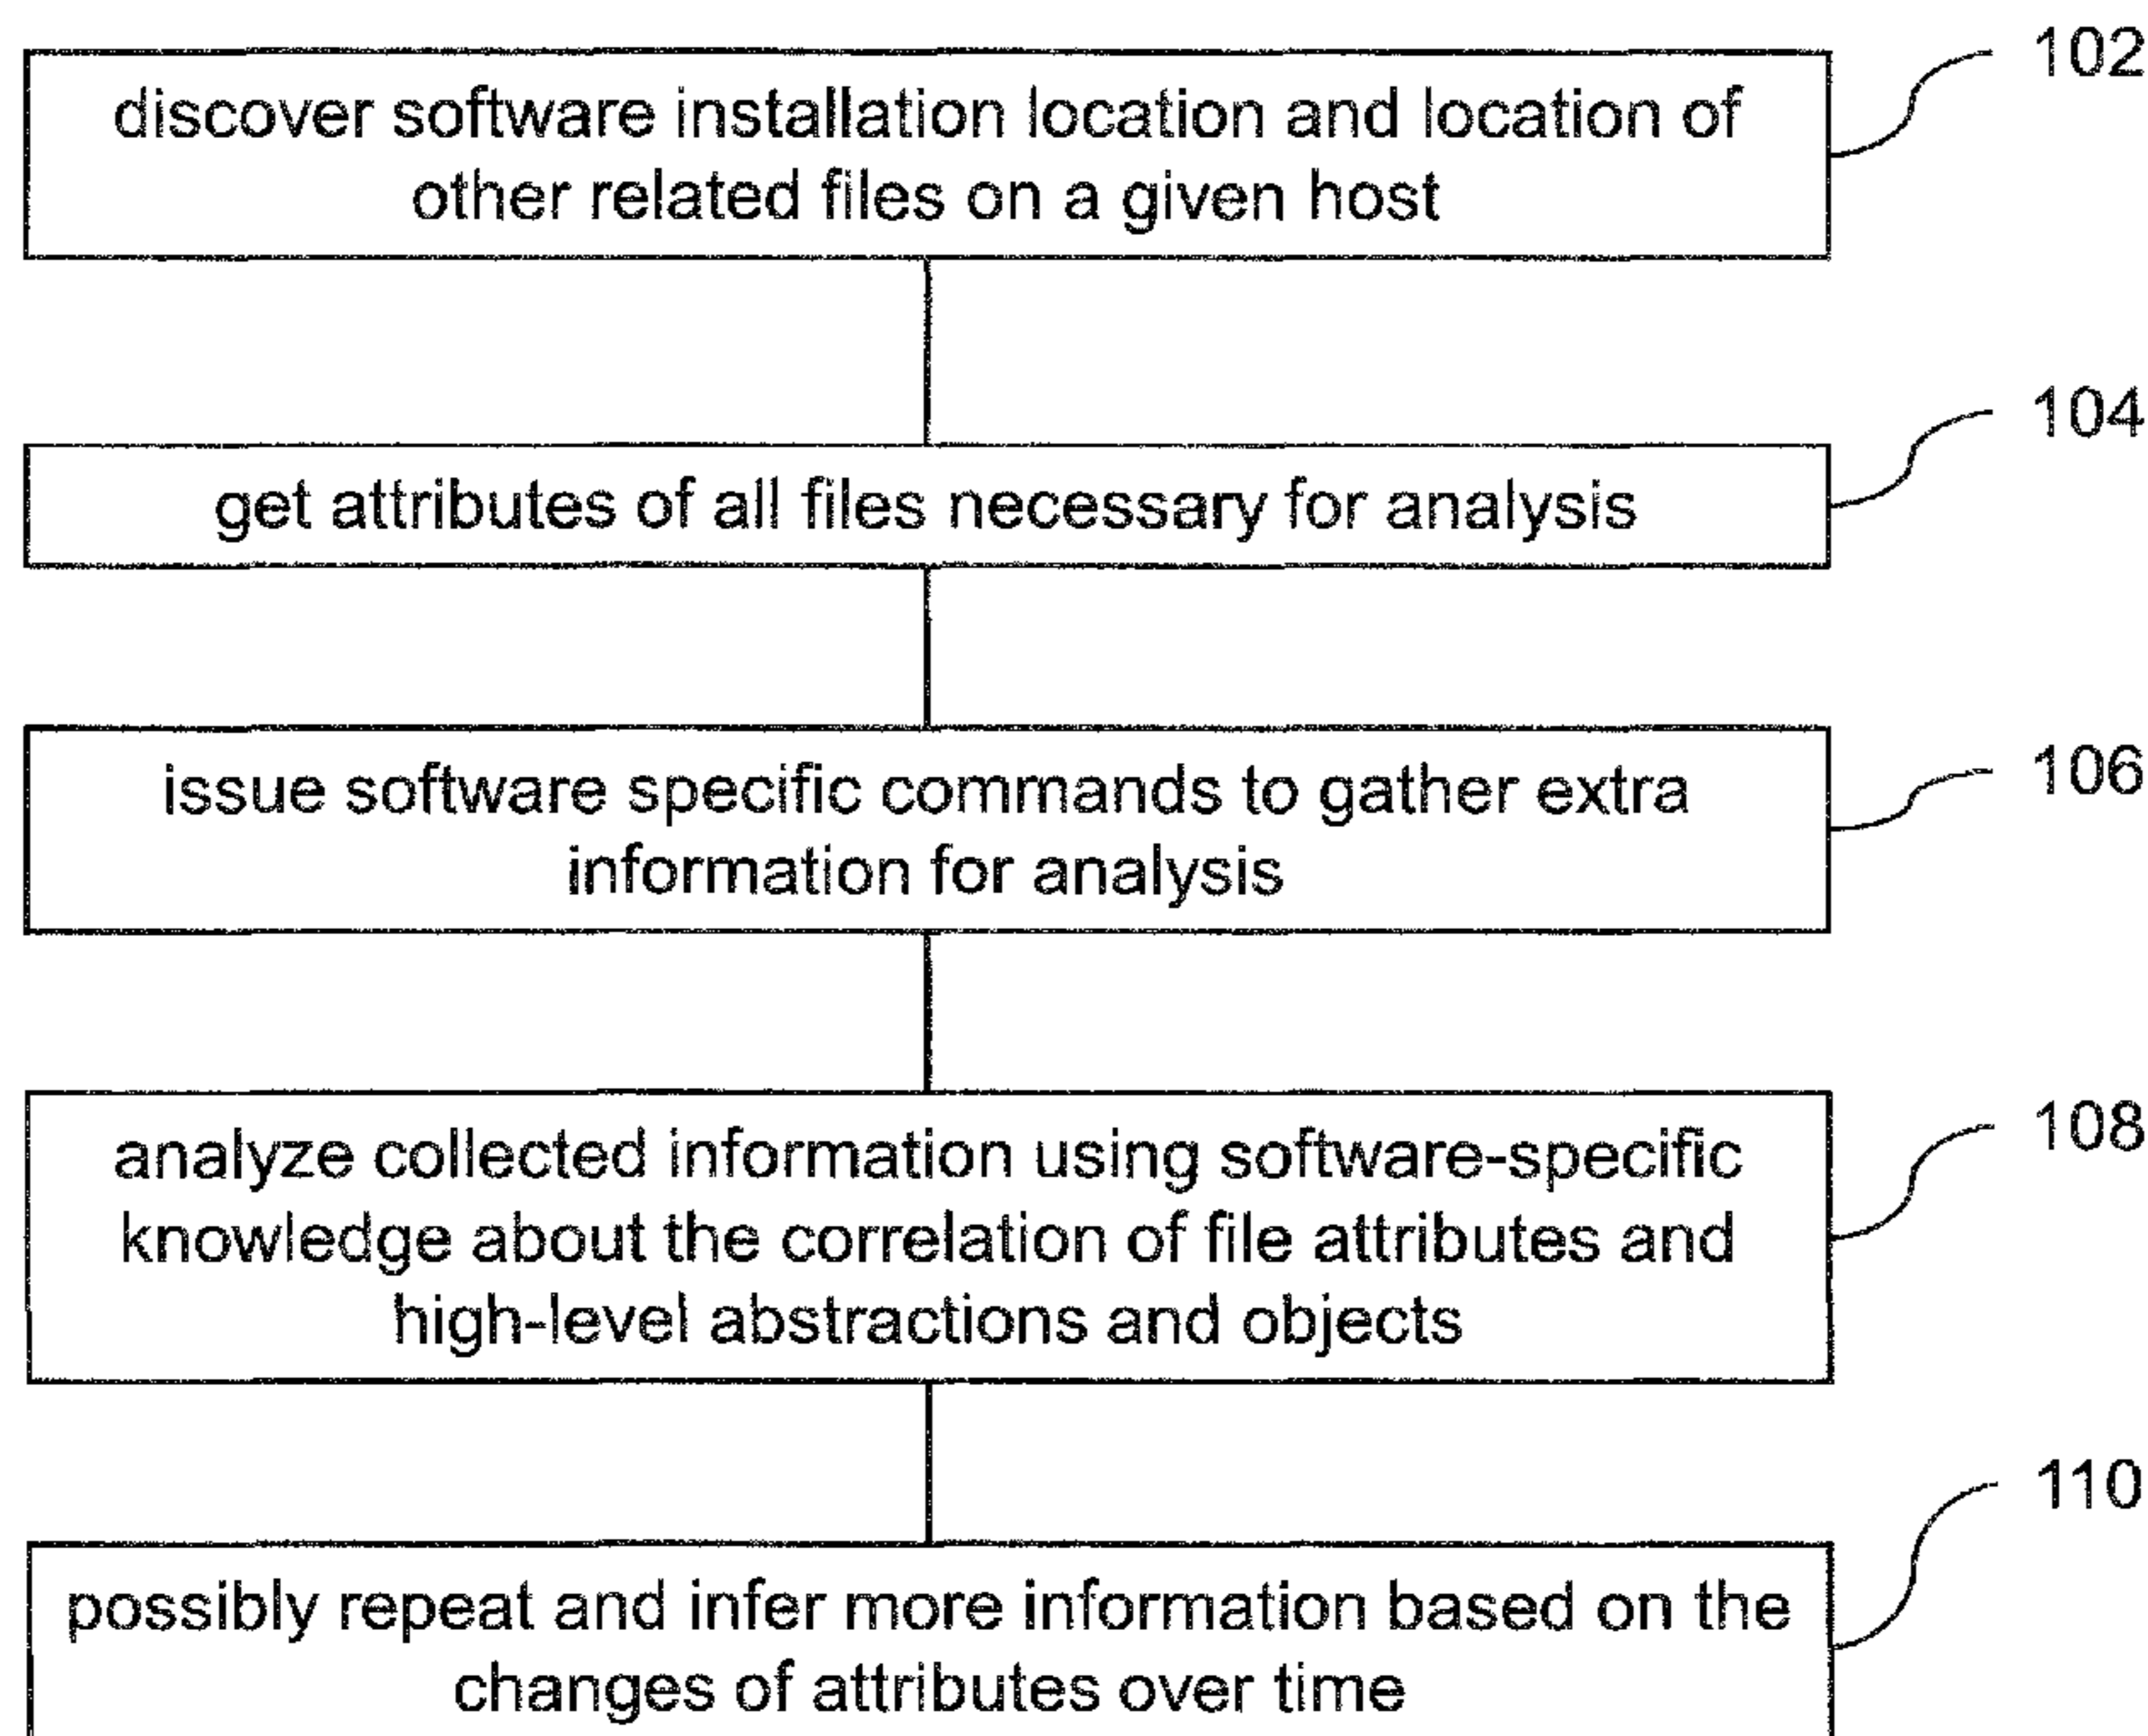 102
discover software installation location and location of
other related files on a given host
104
get attributes of all files necessary for analysis
106
issue software specific commands to gather extra
information for analysis
108
analyze collected information using software-specific
knowledge about the correlation of file attributes and
high-level abstractions and objects
110
possibly repeat and infer more information based on the
changes of attributes over time